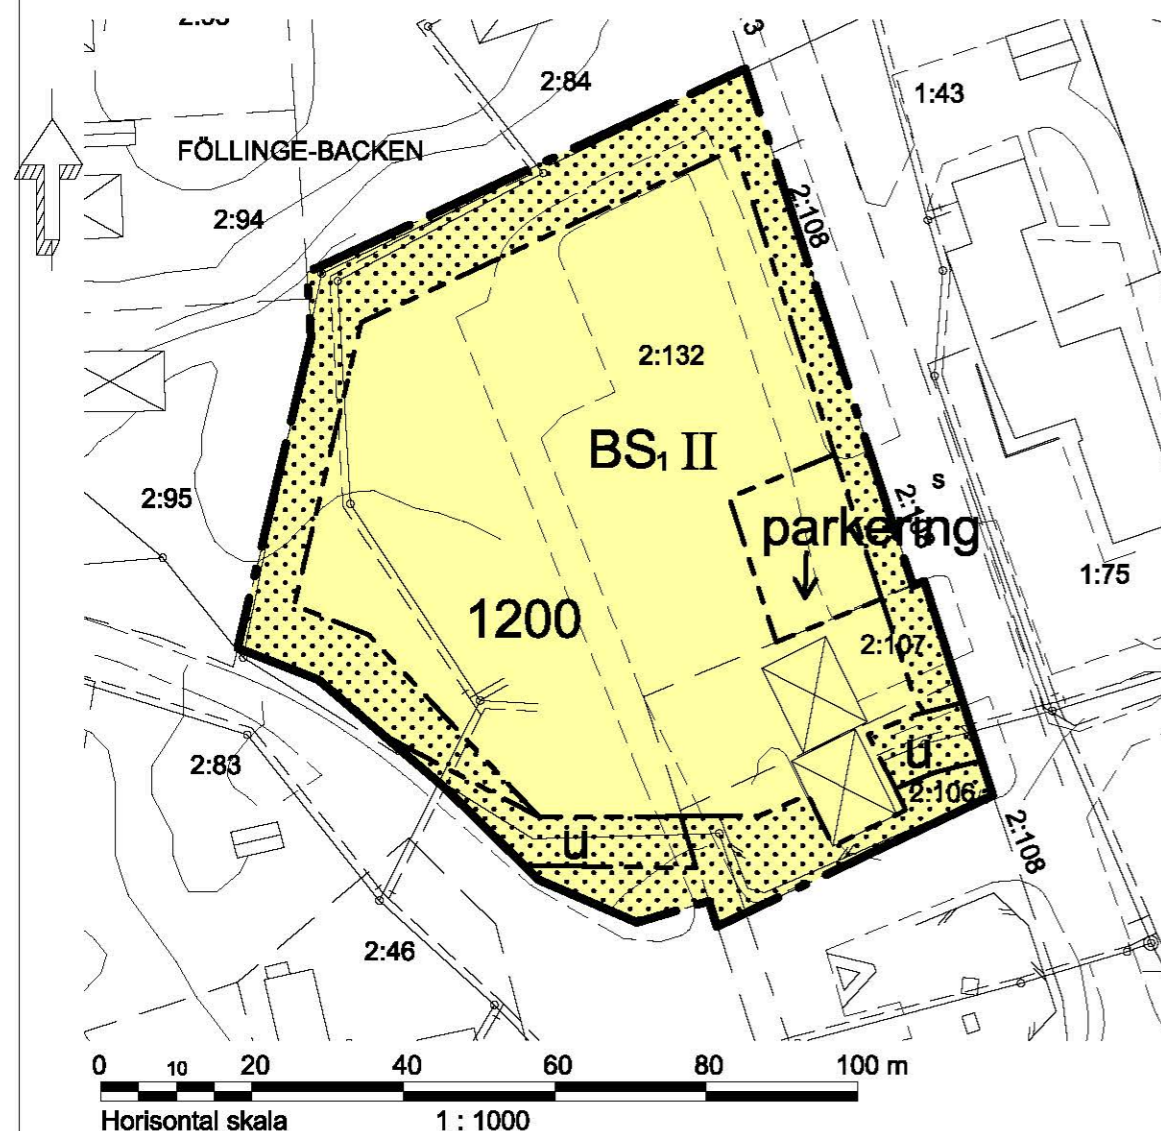 2:84
1:43
FÖLLINGE-BACKEN
2:94
2:108
2:132
BS₁ II
s
2:95
parkering
1:75
1200
2:107
2:83
u
2:106
u
2:108
2:46
0 10 20 40 60 80 100 m
Horisontal skala 1 : 1000